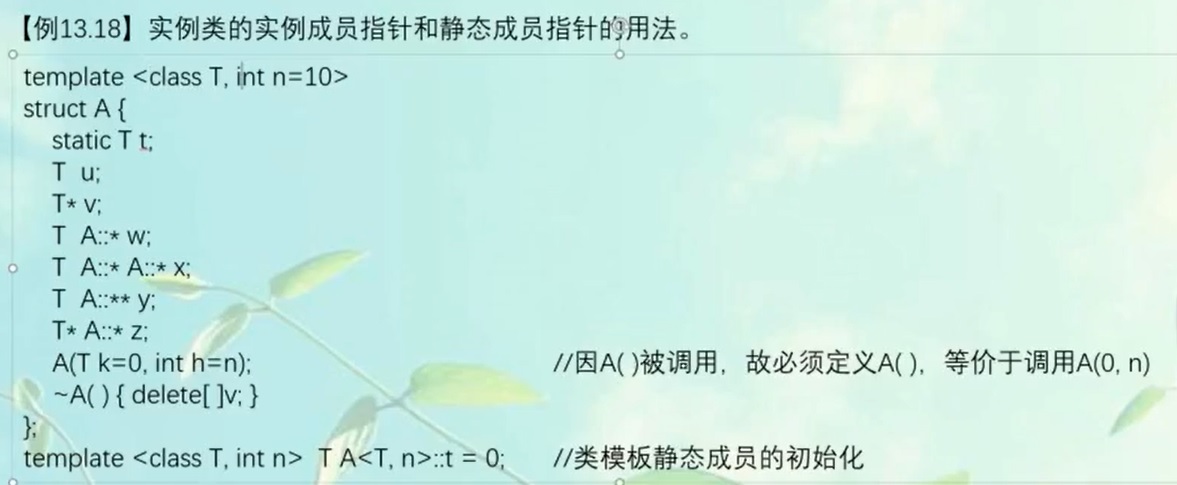 【例13.18】实例类的实例成员指针和静态成员指针的用法。
template <class T, int n=10>
struct A {
static T t;
T u;
T* v;
T A::* w;
T A::* A::* x;
T A::** y;
T* A::* z;
A(T k=0, int h=n); //因A( )被调用，故必须定义A( )，等价于调用A(0, n)
~A( ) { delete[ ]v; }
};
template <class T, int n> T A<T, n>::t = 0; //类模板静态成员的初始化